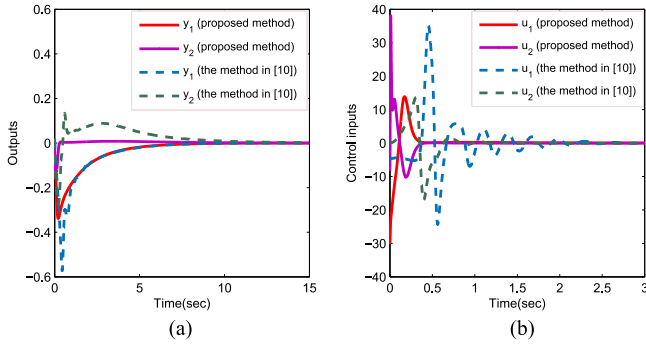 0.6
0.4
0.2
0
−0.2
−0.4
−0.6
Outputs
y1 (proposed method)
y2 (proposed method)
y1 (the method in [10])
y2 (the method in [10])
0
5
10
15
Time(sec)
(a)
40
30
20
10
0
−10
−20
−30
−40
Control inputs
u1 (proposed method)
u2 (proposed method)
u1 (the method in [10])
u2 (the method in [10])
0
0.5
1
1.5
2
2.5
3
Time(sec)
(b)